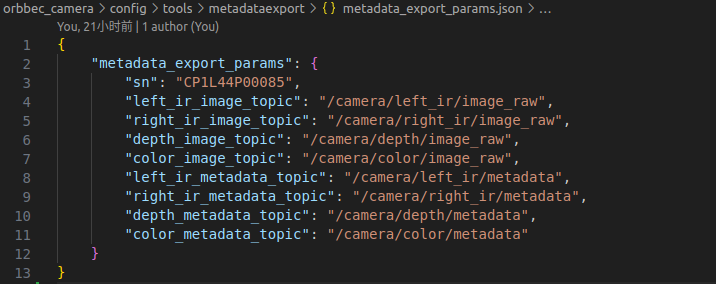 orbbec_camera > config > tools > metadataexport > {} metadata_export_params.json > ...
You, 21小时前 | 1 author (You)
1 {
2 "metadata_export_params": {
3 "sn": "CP1L44P00085",
4 "left_ir_image_topic": "/camera/left_ir/image_raw",
5 "right_ir_image_topic": "/camera/right_ir/image_raw",
6 "depth_image_topic": "/camera/depth/image_raw",
7 "color_image_topic": "/camera/color/image_raw",
8 "left_ir_metadata_topic": "/camera/left_ir/metadata",
9 "right_ir_metadata_topic": "/camera/right_ir/metadata",
10 "depth_metadata_topic": "/camera/depth/metadata",
11 "color_metadata_topic": "/camera/color/metadata"
12 }
13 }